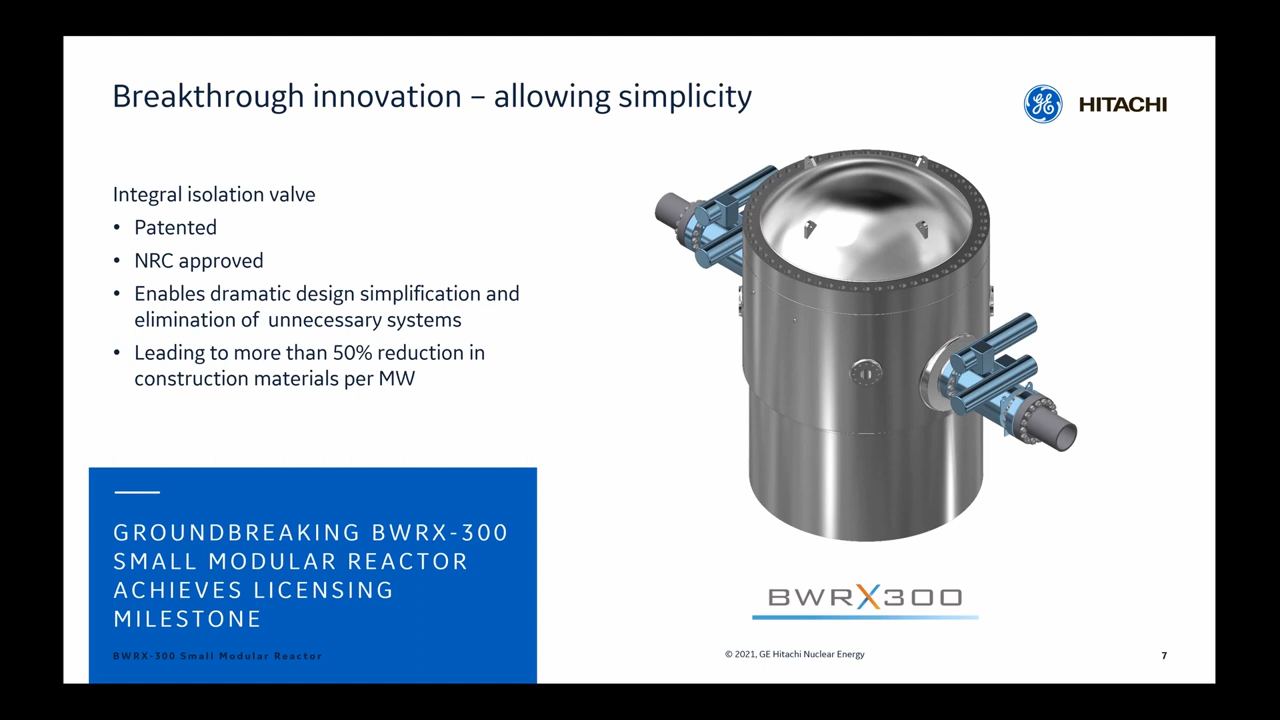 Breakthrough innovation – allowing simplicity
GE HITACHI
Integral isolation valve
• Patented
• NRC approved
• Enables dramatic design simplification and
elimination of  unnecessary systems
• Leading to more than 50% reduction in
construction materials per MW
GROUNDBREAKING BWRX-300
SMALL MODULAR REACTOR
ACHIEVES LICENSING
MILESTONE
BWRX-300 Small Modular Reactor
BWRX300
© 2021, GE Hitachi Nuclear Energy
7